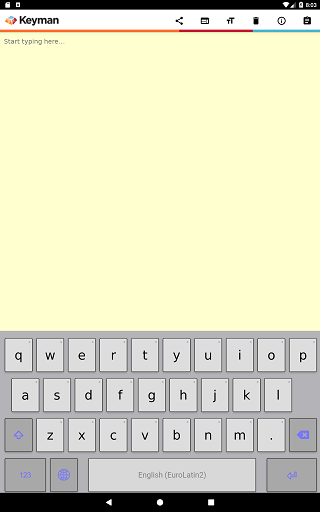 8:03
Keyman
Start typing here...
q w e r t y u i o p
a s d f g h j k l
z x c v b n m .
123 English (EuroLatin2)